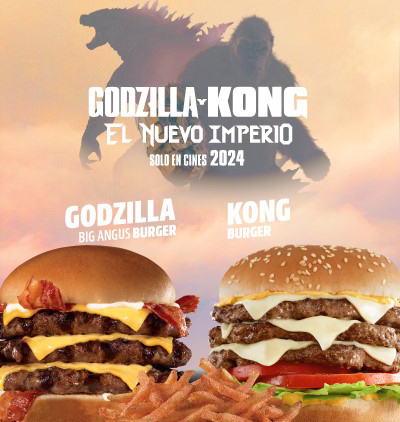 GODZILLA Y KONG
EL NUEVO IMPERIO
SOLO EN CINES 2024
GODZILLA
BIG ANGUS BURGER
KONG
BURGER